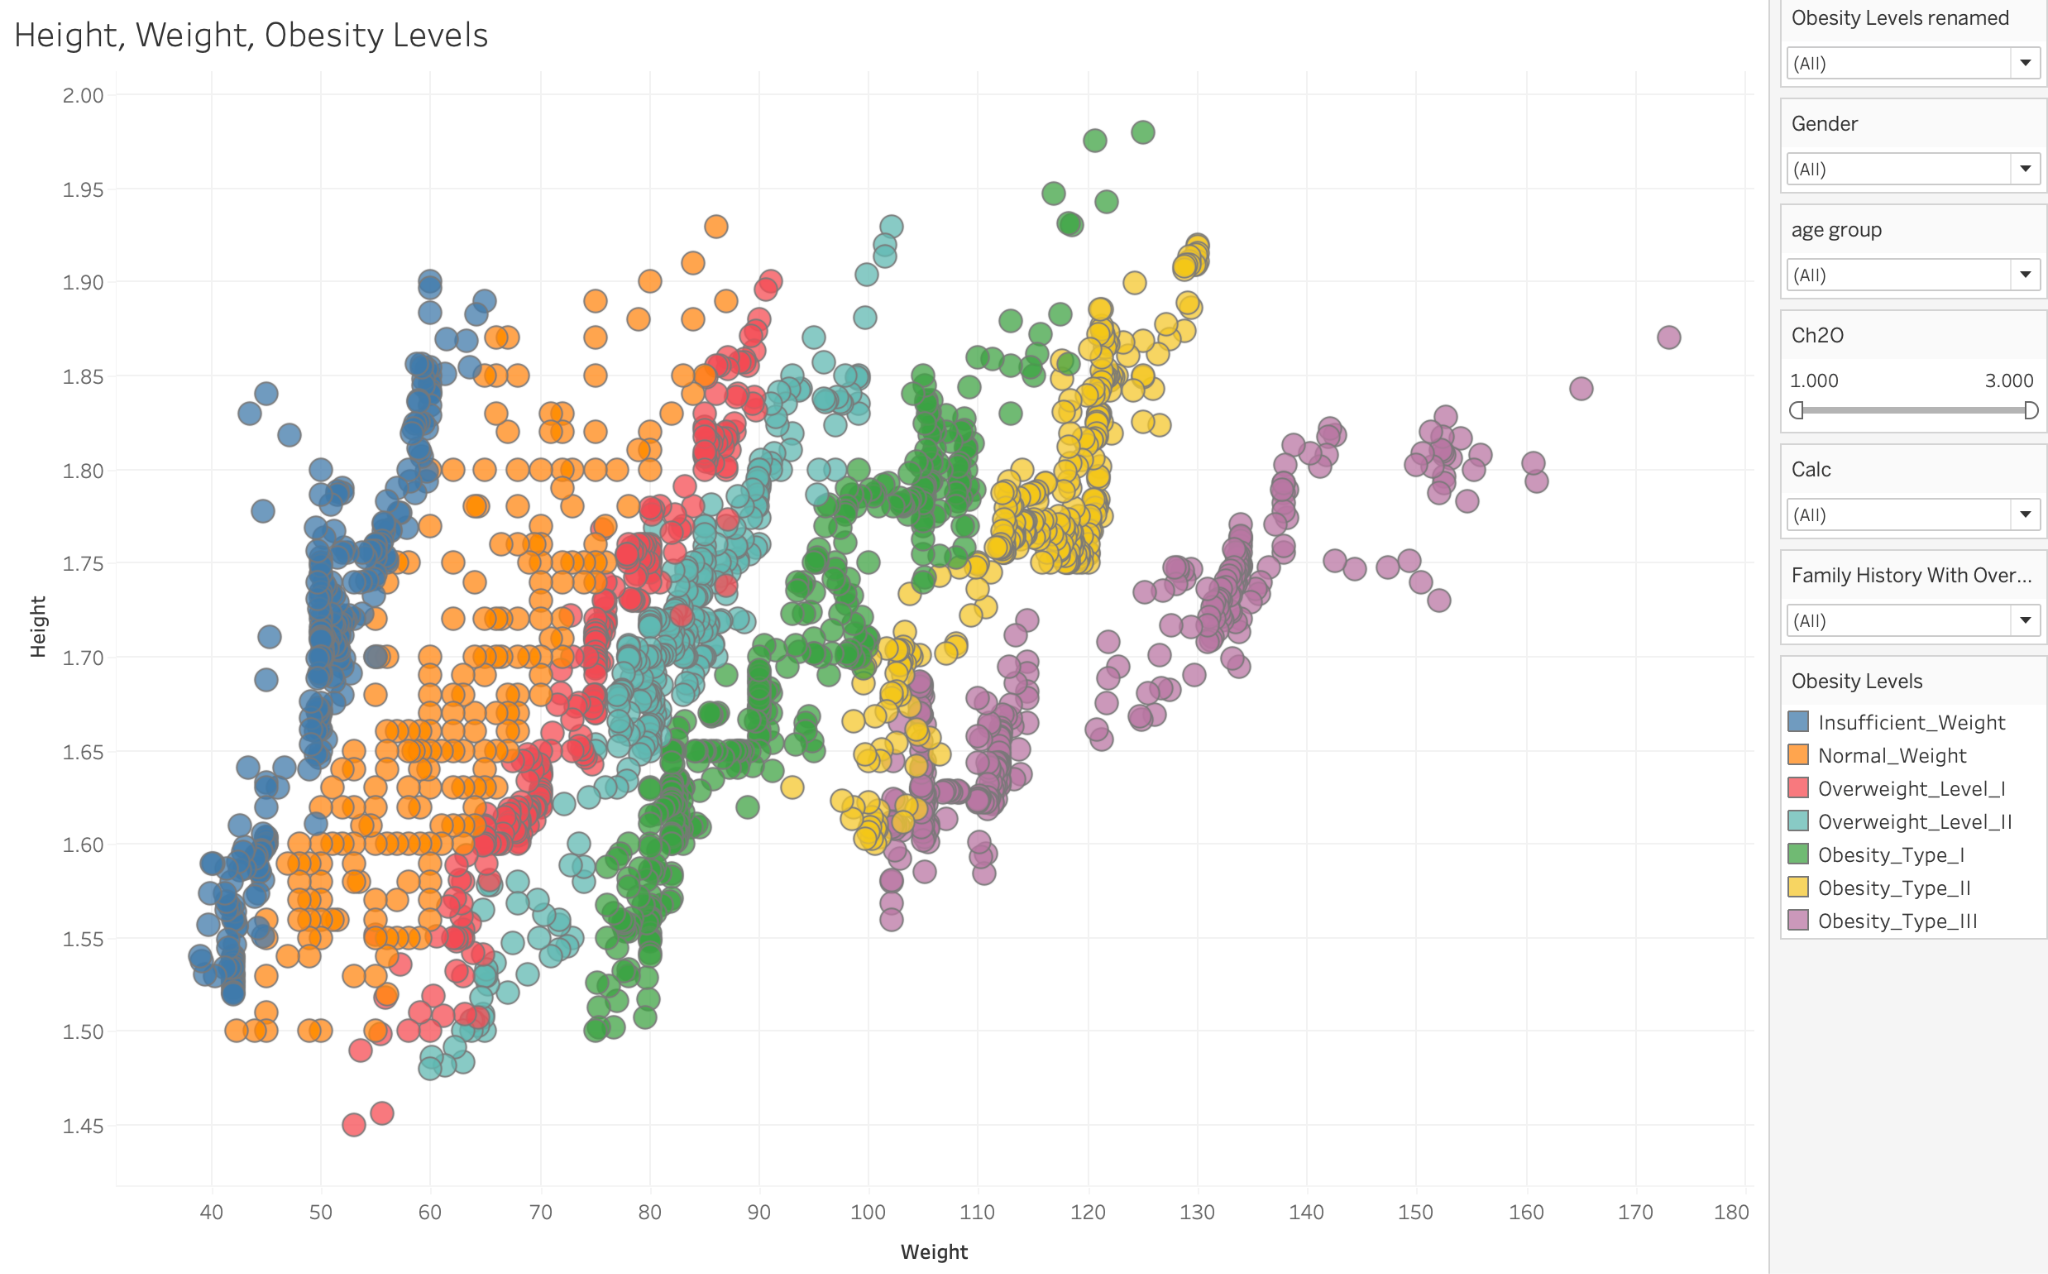 Height, Weight, Obesity Levels
2.00
1.95
1.90
1.85
1.80
1.75
1.70
1.65
1.60
1.55
1.50
1.45
Height
40 50 60 70 80 90 100 110 120 130 140 150 160 170 180
Weight
Obesity Levels renamed
(All)
Gender
(All)
age group
(All)
Ch2O
1.000 3.000
Calc
(All)
Family History With Over...
(All)
Obesity Levels
Insufficient_Weight
Normal_Weight
Overweight_Level_I
Overweight_Level_II
Obesity_Type_I
Obesity_Type_II
Obesity_Type_III